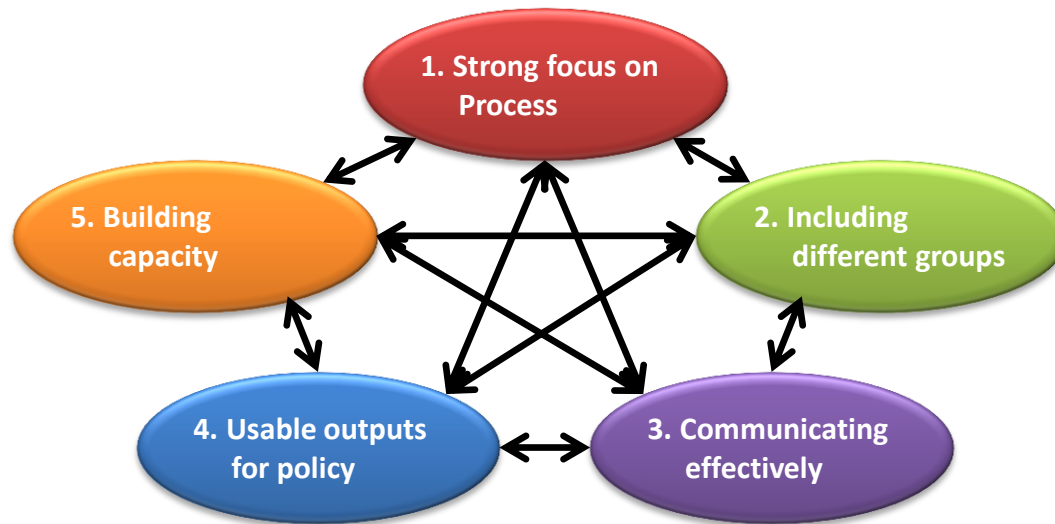 1. Strong focus on
Process
2. Including
different groups
3. Communicating
effectively
4. Usable outputs
for policy
5. Building
capacity